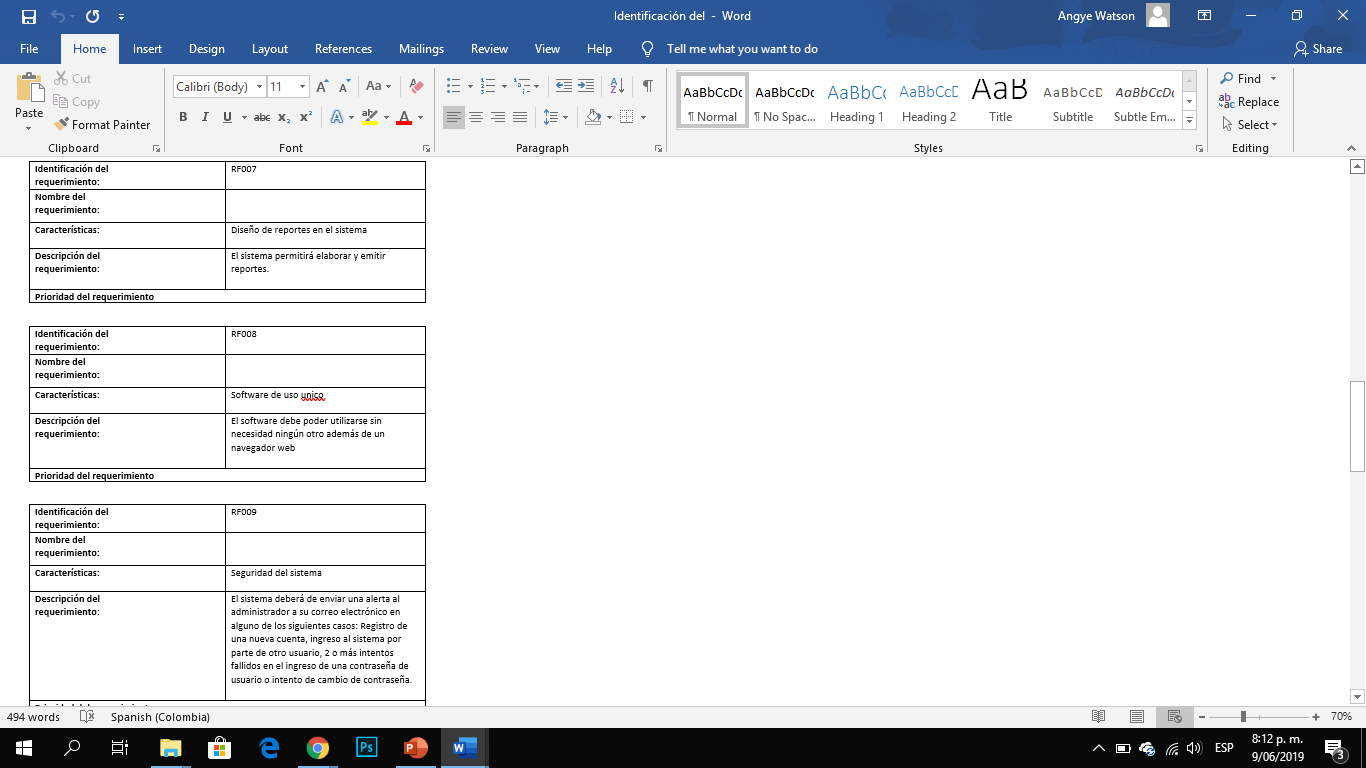 Identificación del - Word
Angye Watson
File Home Insert Design Layout References Mailings Review View Help Tell me what you want to do Share
Paste
Cut
Copy
Format Painter
Clipboard
Calibri (Body) 11
Font
Paragraph
AaBbCcDc AaBbCcDc AaBbCc AaBbCcD AaB AaBbCcD AaBbCcDc
¶ Normal ¶ No Spac... Heading 1 Heading 2 Title Subtitle Subtle Em...
Styles
Find
Replace
Select
Editing
Identificación del
requerimiento:
RF007
Nombre del
requerimiento:
Características:
Diseño de reportes en el sistema
Descripción del
requerimiento:
El sistema permitirá elaborar y emitir
reportes.
Prioridad del requerimiento
Identificación del
requerimiento:
RF008
Nombre del
requerimiento:
Características:
Software de uso unico,
Descripción del
requerimiento:
El software debe poder utilizarse sin
necesidad ningún otro además de un
navegador web
Prioridad del requerimiento
Identificación del
requerimiento:
RF009
Nombre del
requerimiento:
Características:
Seguridad del sistema
Descripción del
requerimiento:
El sistema deberá de enviar una alerta al
administrador a su correo electrónico en
alguno de los siguientes casos: Registro de
una nueva cuenta, ingreso al sistema por
parte de otro usuario, 2 o más intentos
fallidos en el ingreso de una contraseña de
usuario o intento de cambio de contraseña.
494 words Spanish (Colombia) 70%
ESP
8:12 p. m.
9/06/2019
3